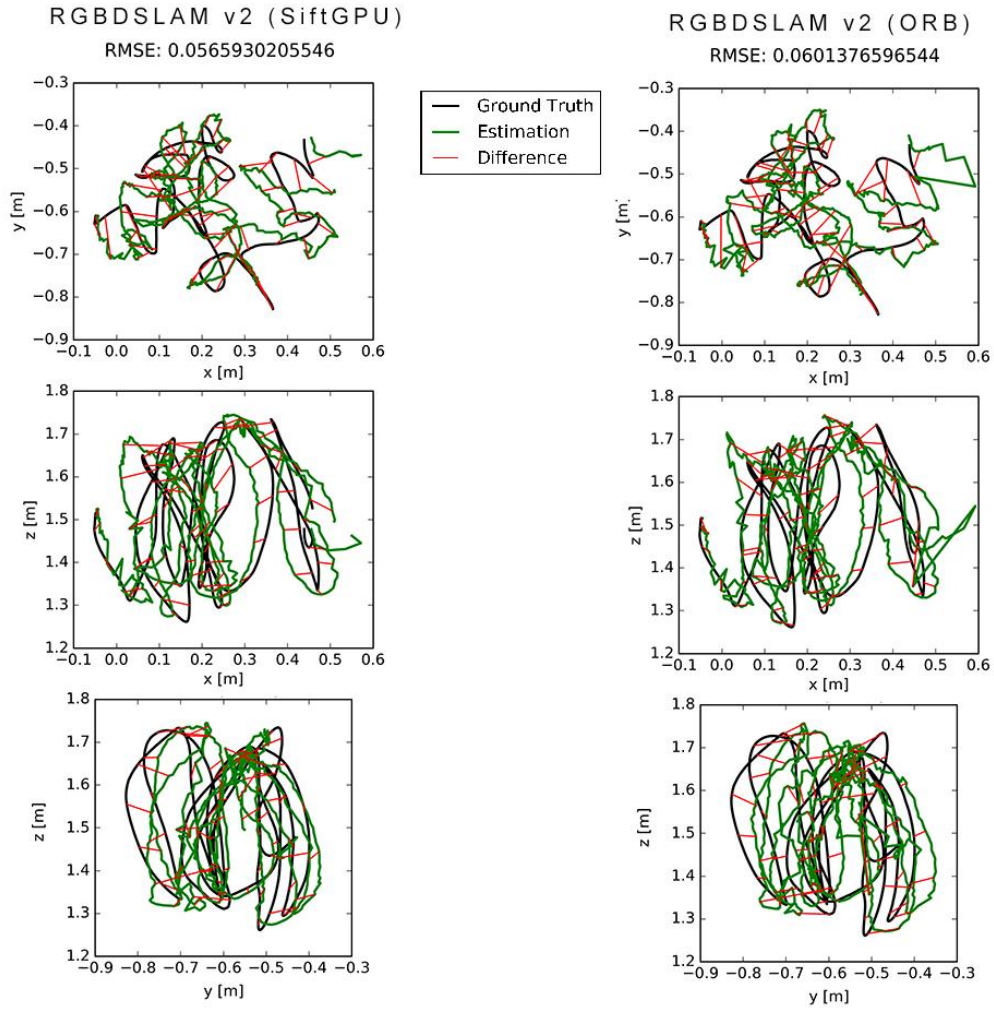 RGBDSLAM v2 (SiftGPU)
RMSE: 0.0565930205546
RGBDSLAM v2 (ORB)
RMSE: 0.0601376596544
Ground Truth
Estimation
Difference
−0.3
−0.4
−0.5
−0.6
−0.7
−0.8
−0.9
y [m]
−0.1 0.0 0.1 0.2 0.3 0.4 0.5 0.6
x [m]
−0.3
−0.4
−0.5
−0.6
−0.7
−0.8
−0.9
y [m]
−0.1 0.0 0.1 0.2 0.3 0.4 0.5 0.6
x [m]
1.8
1.7
1.6
1.5
1.4
1.3
1.2
z [m]
−0.1 0.0 0.1 0.2 0.3 0.4 0.5 0.6
x [m]
1.8
1.7
1.6
1.5
1.4
1.3
1.2
z [m]
−0.1 0.0 0.1 0.2 0.3 0.4 0.5 0.6
x [m]
1.8
1.7
1.6
1.5
1.4
1.3
1.2
z [m]
−0.9 −0.8 −0.7 −0.6 −0.5 −0.4 −0.3
y [m]
1.8
1.7
1.6
1.5
1.4
1.3
1.2
z [m]
−0.9 −0.8 −0.7 −0.6 −0.5 −0.4 −0.3
y [m]